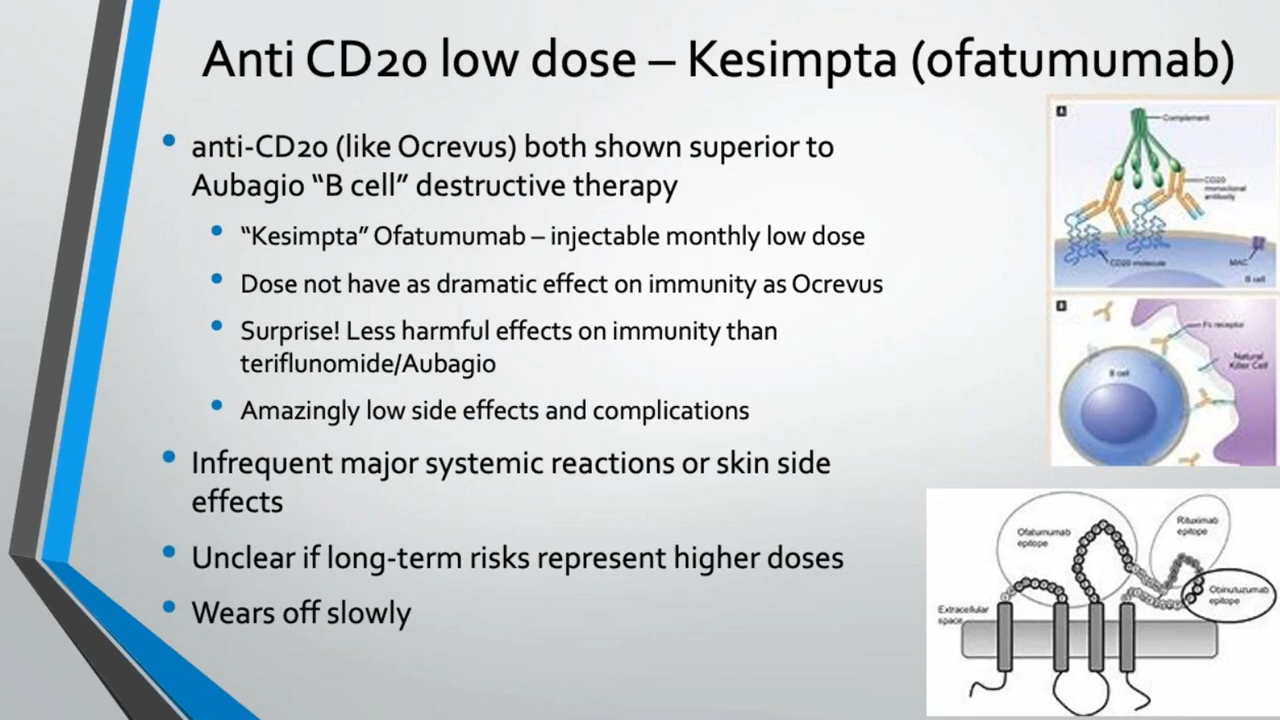 Anti CD20 low dose – Kesimpta (ofatumumab)
anti-CD20 (like Ocrevus) both shown superior to
Aubagio “B cell” destructive therapy
“Kesimpta” Ofatumumab – injectable monthly low dose
Dose not have as dramatic effect on immunity as Ocrevus
Surprise! Less harmful effects on immunity than
teriflunomide/Aubagio
Amazingly low side effects and complications
Infrequent major systemic reactions or skin side
effects
Unclear if long-term risks represent higher doses
Wears off slowly
A
Complement
CD20
monoclonal
antibody
CD20 molecule
MAC
B cell
B
Fc receptor
B cell
Natural
Killer Cell
Ofatumumab
epitope
Rituximab
epitope
Obinutuzumab
epitope
Extracellular
space